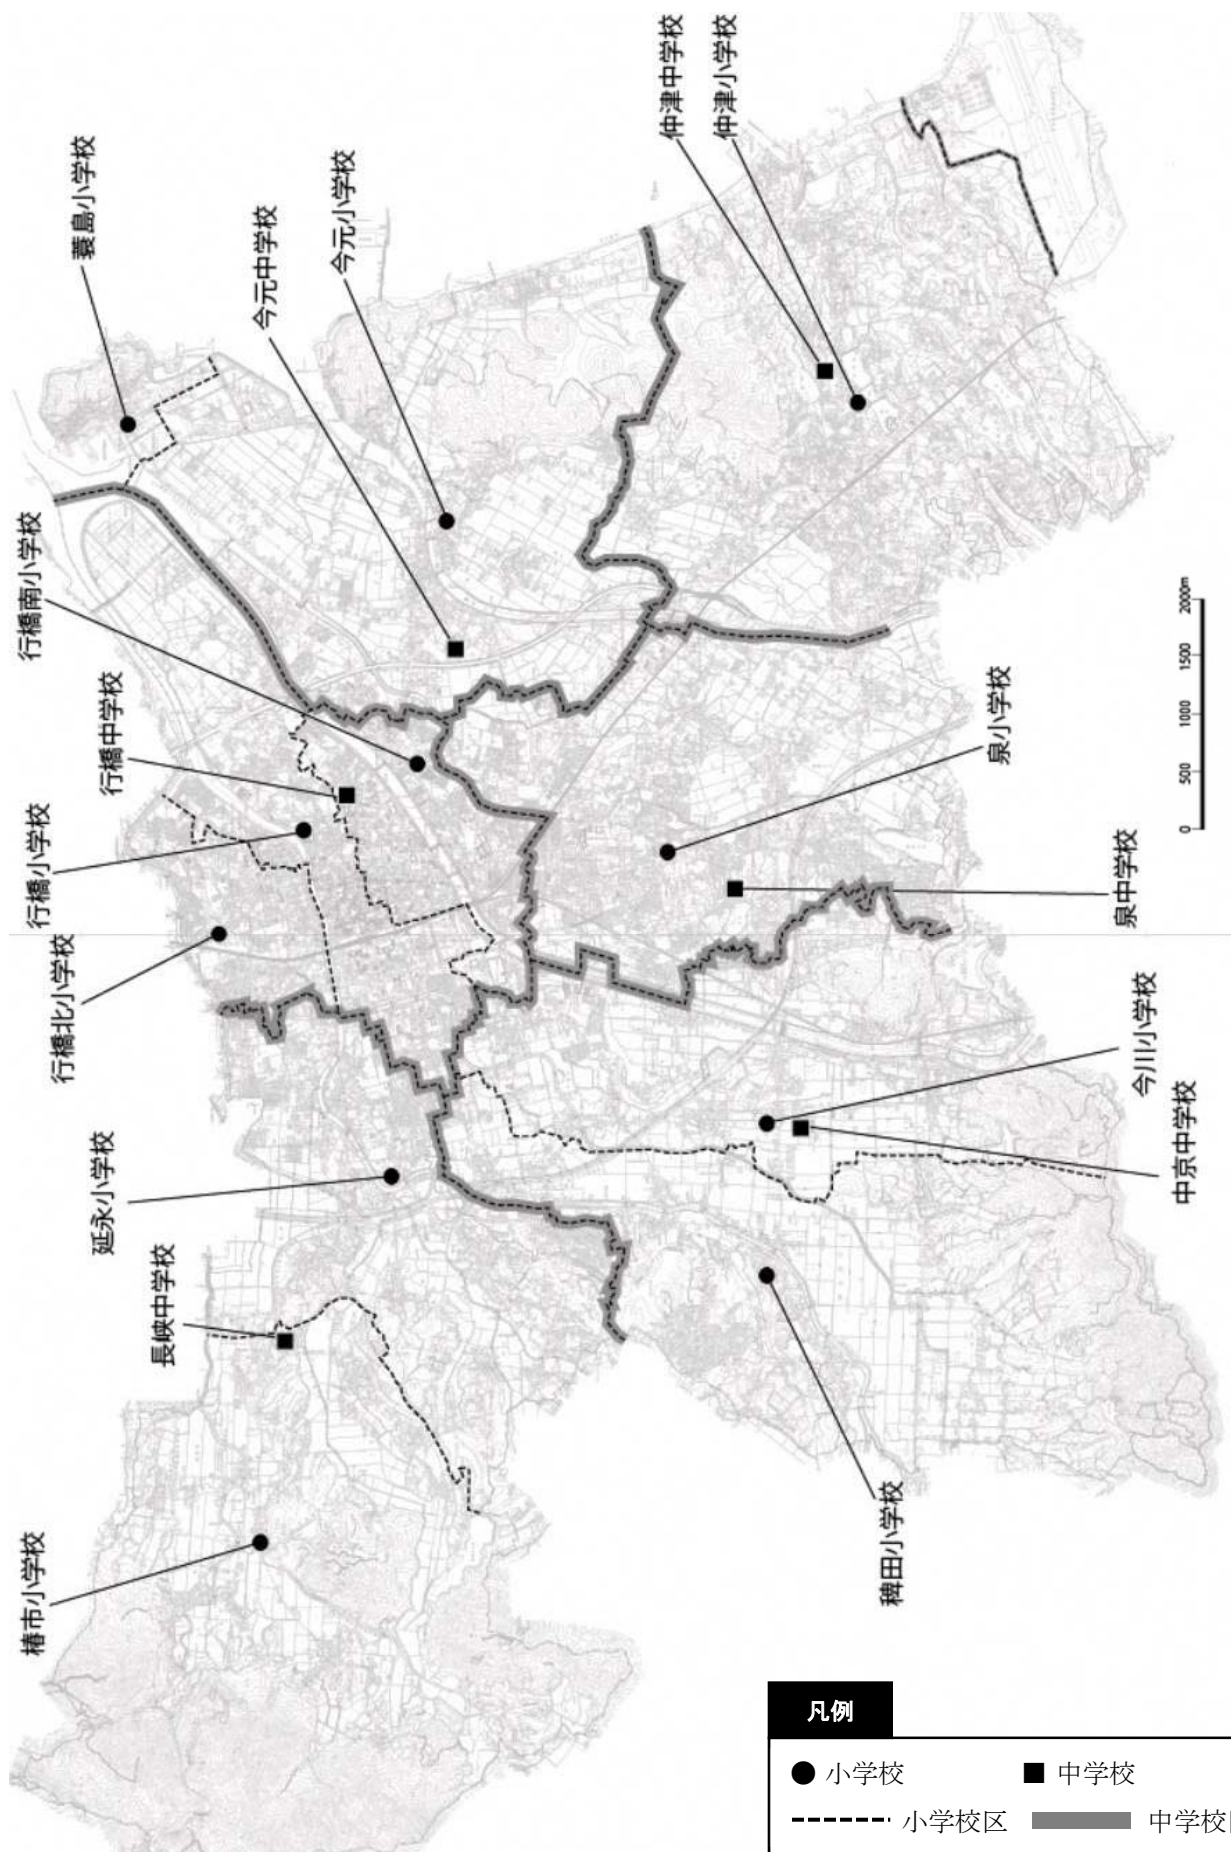 仲津中学校
仲津小学校
蓑島小学校
今元小学校
今元中学校
行橋南小学校
行橋中学校
行橋小学校
行橋北小学校
泉小学校
泉中学校
今川小学校
中京中学校
延永小学校
長峡中学校
稗田小学校
椿市小学校
0 500 1000 1500 2000m
凡例
小学校 中学校
小学校区 中学校